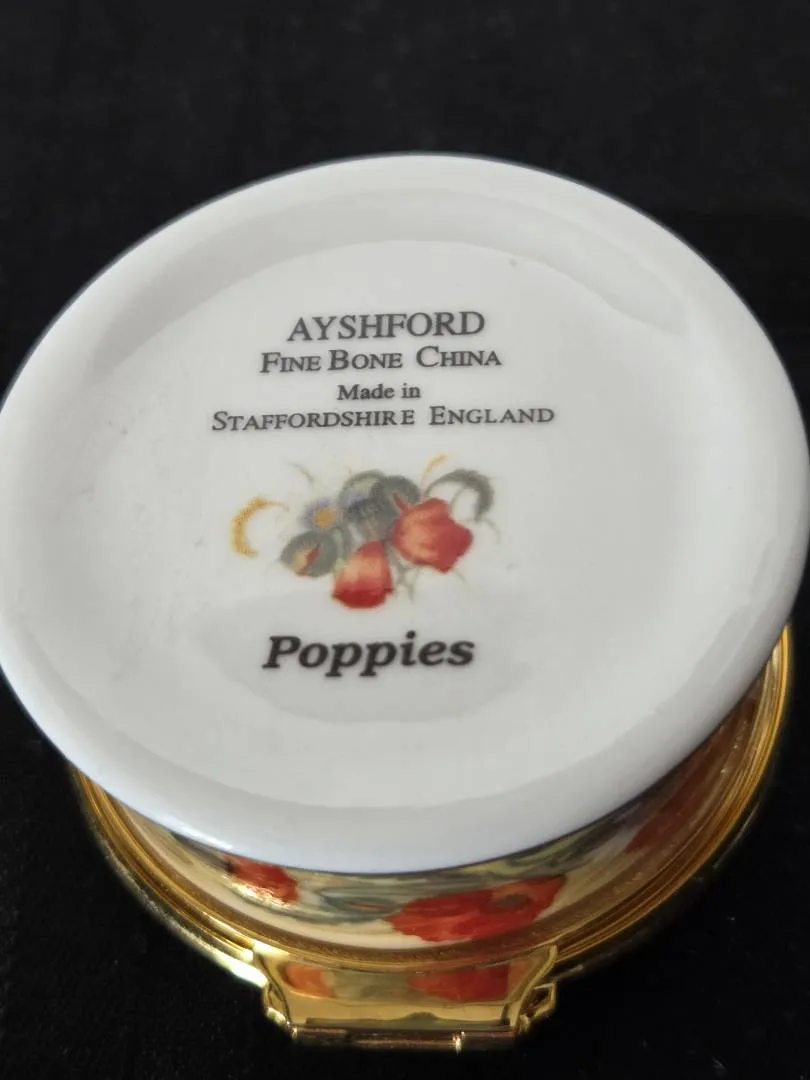 AYSHFORD
FINE BONE CHINA
Made in
STAFFORDSHIRE ENGLAND
Poppies